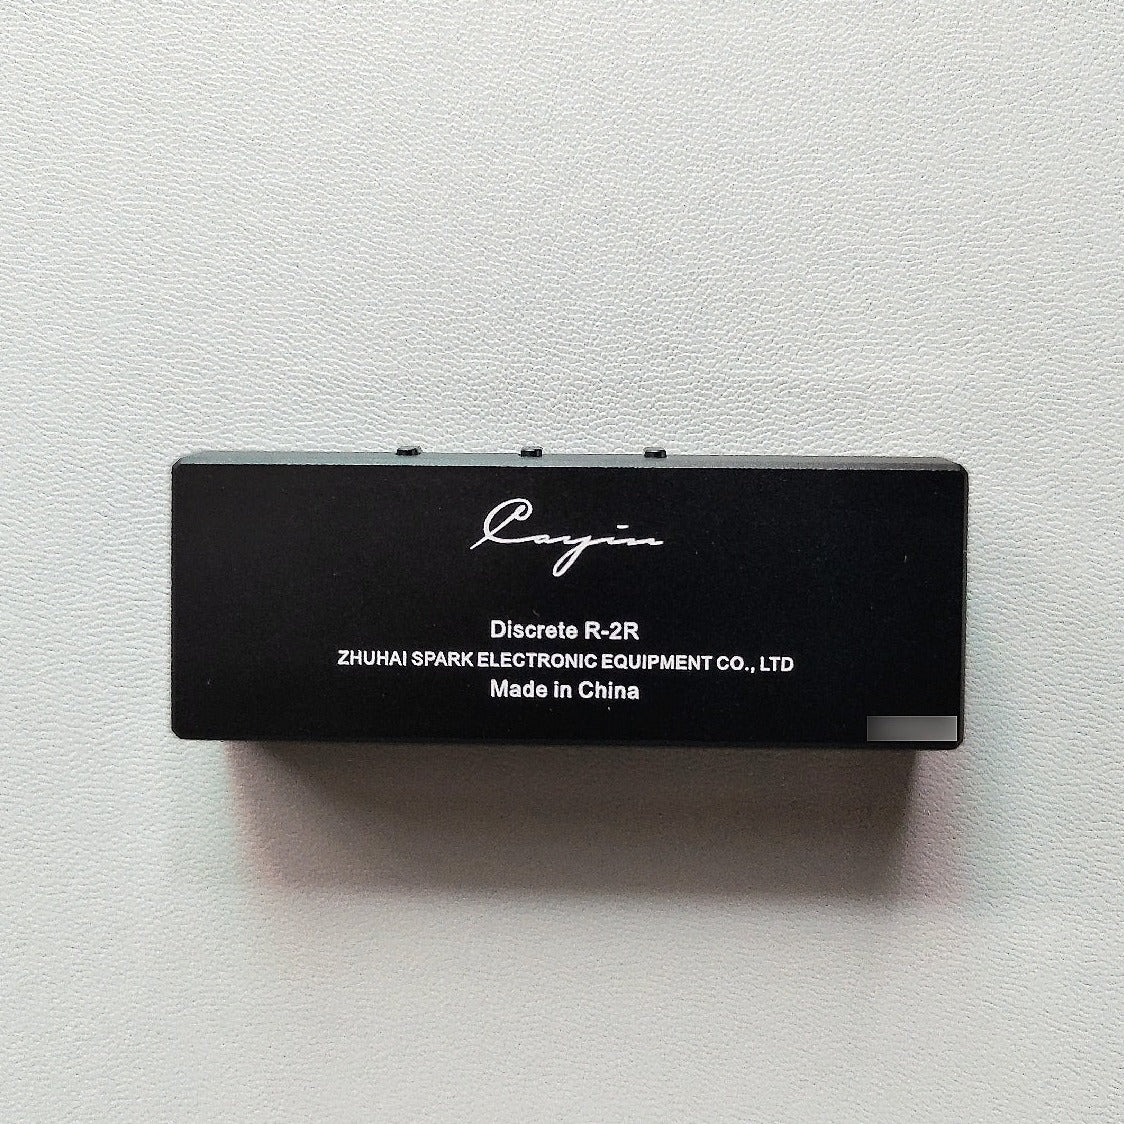 Cayin
Discrete R-2R
ZHUHAI SPARK ELECTRONIC EQUIPMENT CO., LTD
Made in China